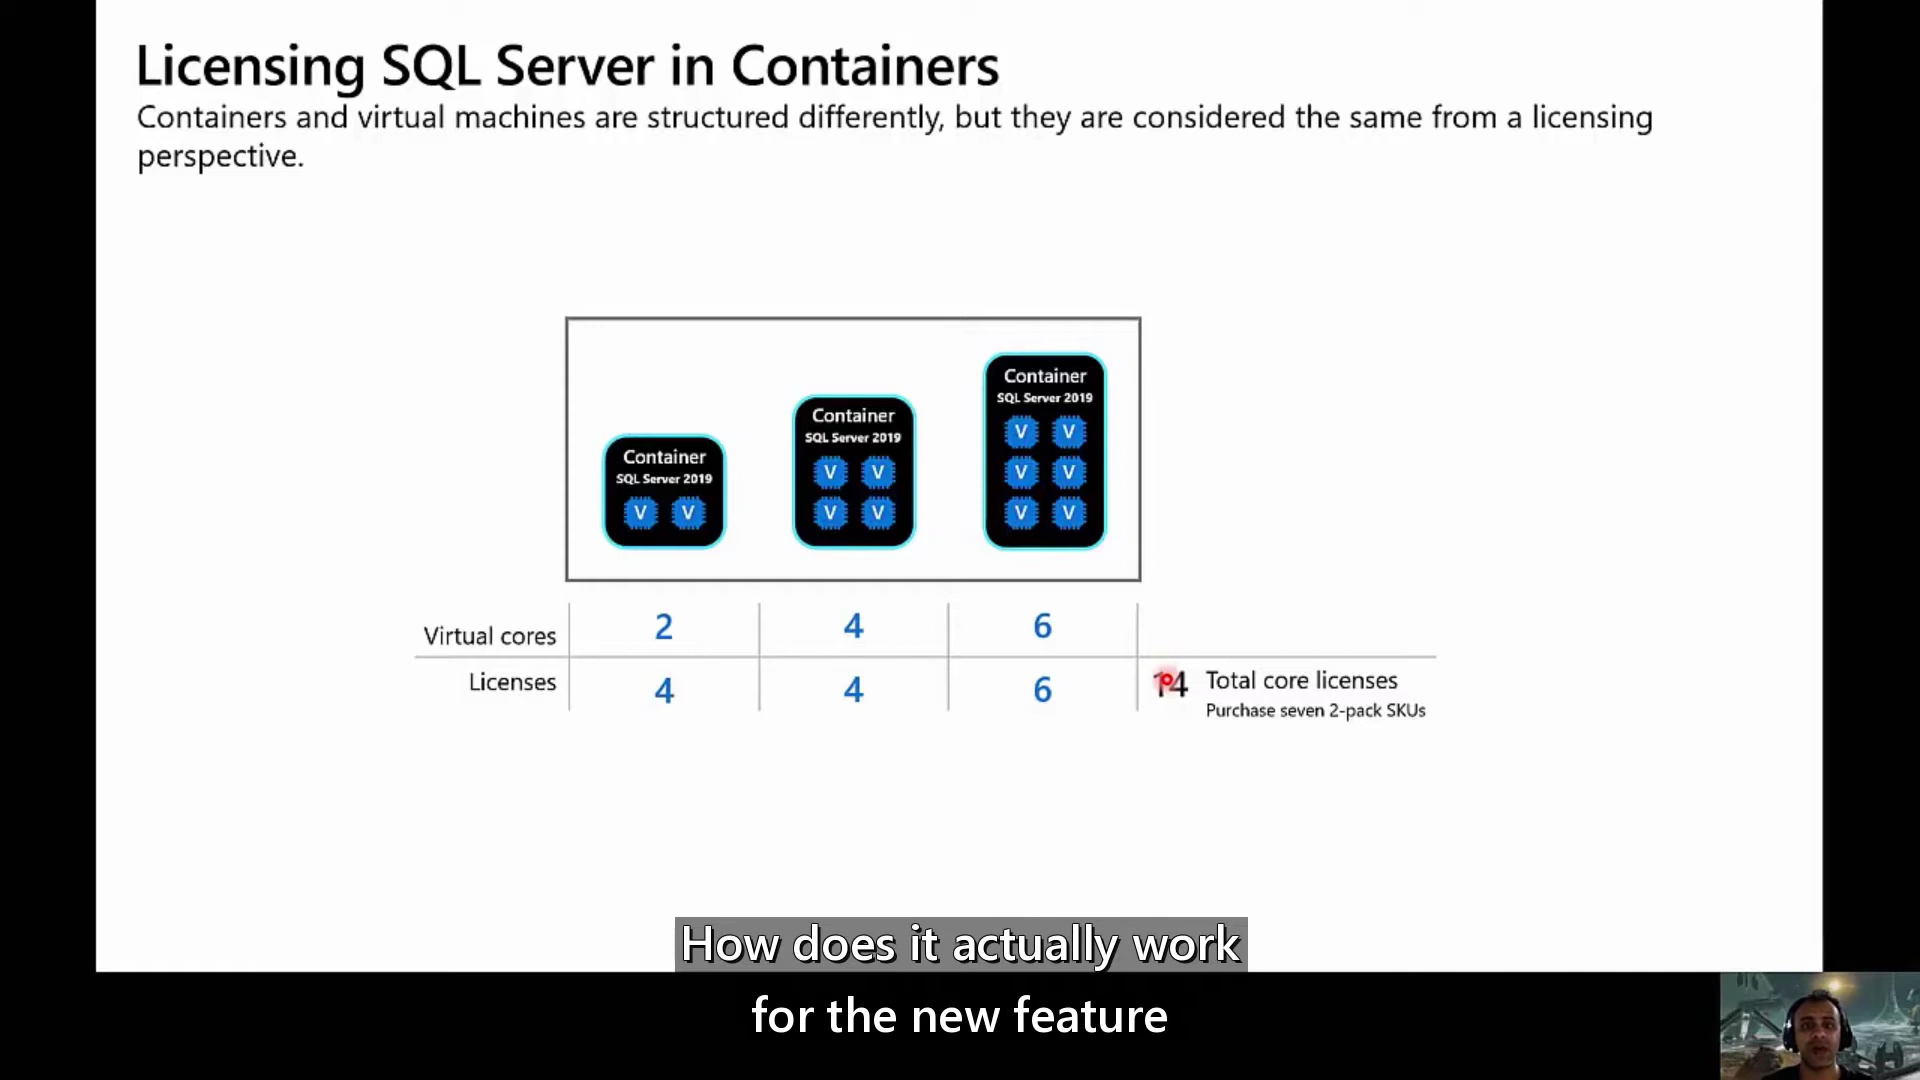 Licensing SQL Server in Containers
Containers and virtual machines are structured differently, but they are considered the same from a licensing
perspective.
Container
SQL Server 2019
V V
Container
SQL Server 2019
V V
V V
Container
SQL Server 2019
V V
V V
V V
Virtual cores 2 4 6
Licenses 4 4 6 14 Total core licenses
Purchase seven 2-pack SKUs
How does it actually work
for the new feature